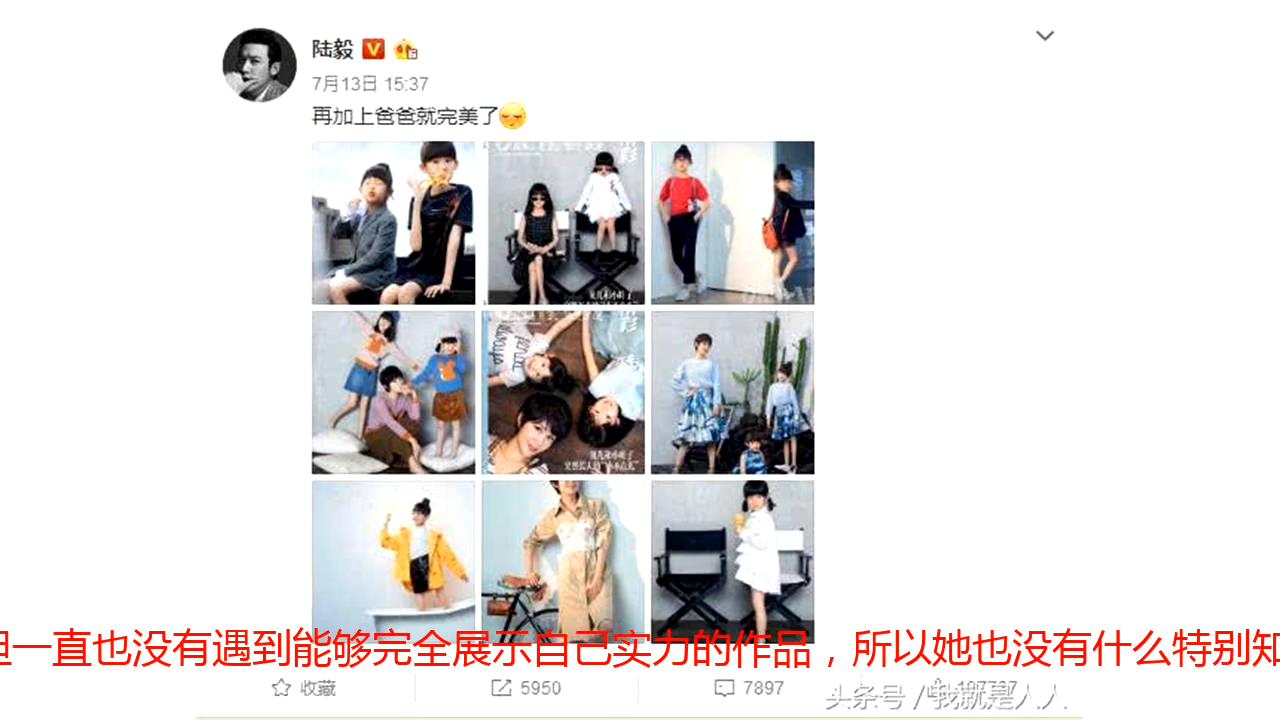 陆毅
7月13日 15:37
再加上爸爸就完美了
但一直也没有遇到能够完全展示自己实力的作品，所以她也没有什么特别知
收藏
5950
7897
头条号 / 我就是人人